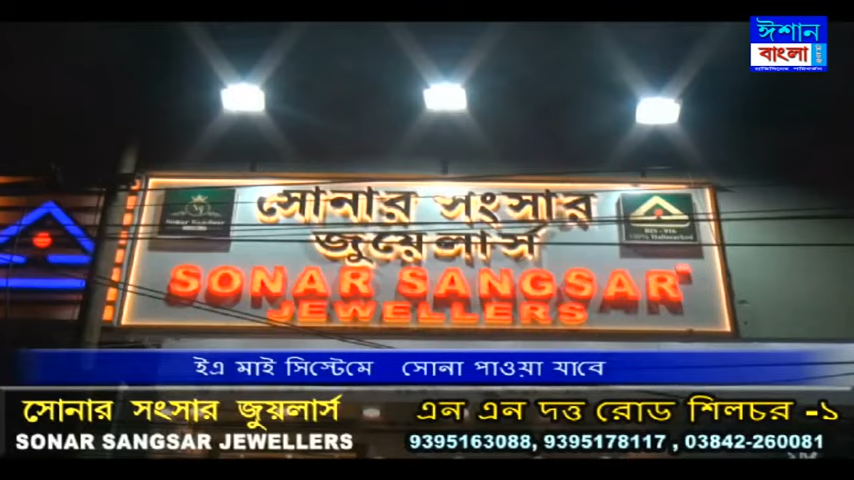 ঈশান
বাংলা
সোনার সংসার
জুয়েলার্স
SONAR SANGSAR
JEWELLERS
ইএ মাই সিস্টেমে সোনা পাওয়া যাবে
সোনার সংসার জুয়লার্স
এন এন দত্ত রোড শিলচর -১
SONAR SANGSAR JEWELLERS
9395163088, 9395178117 , 03842-260081